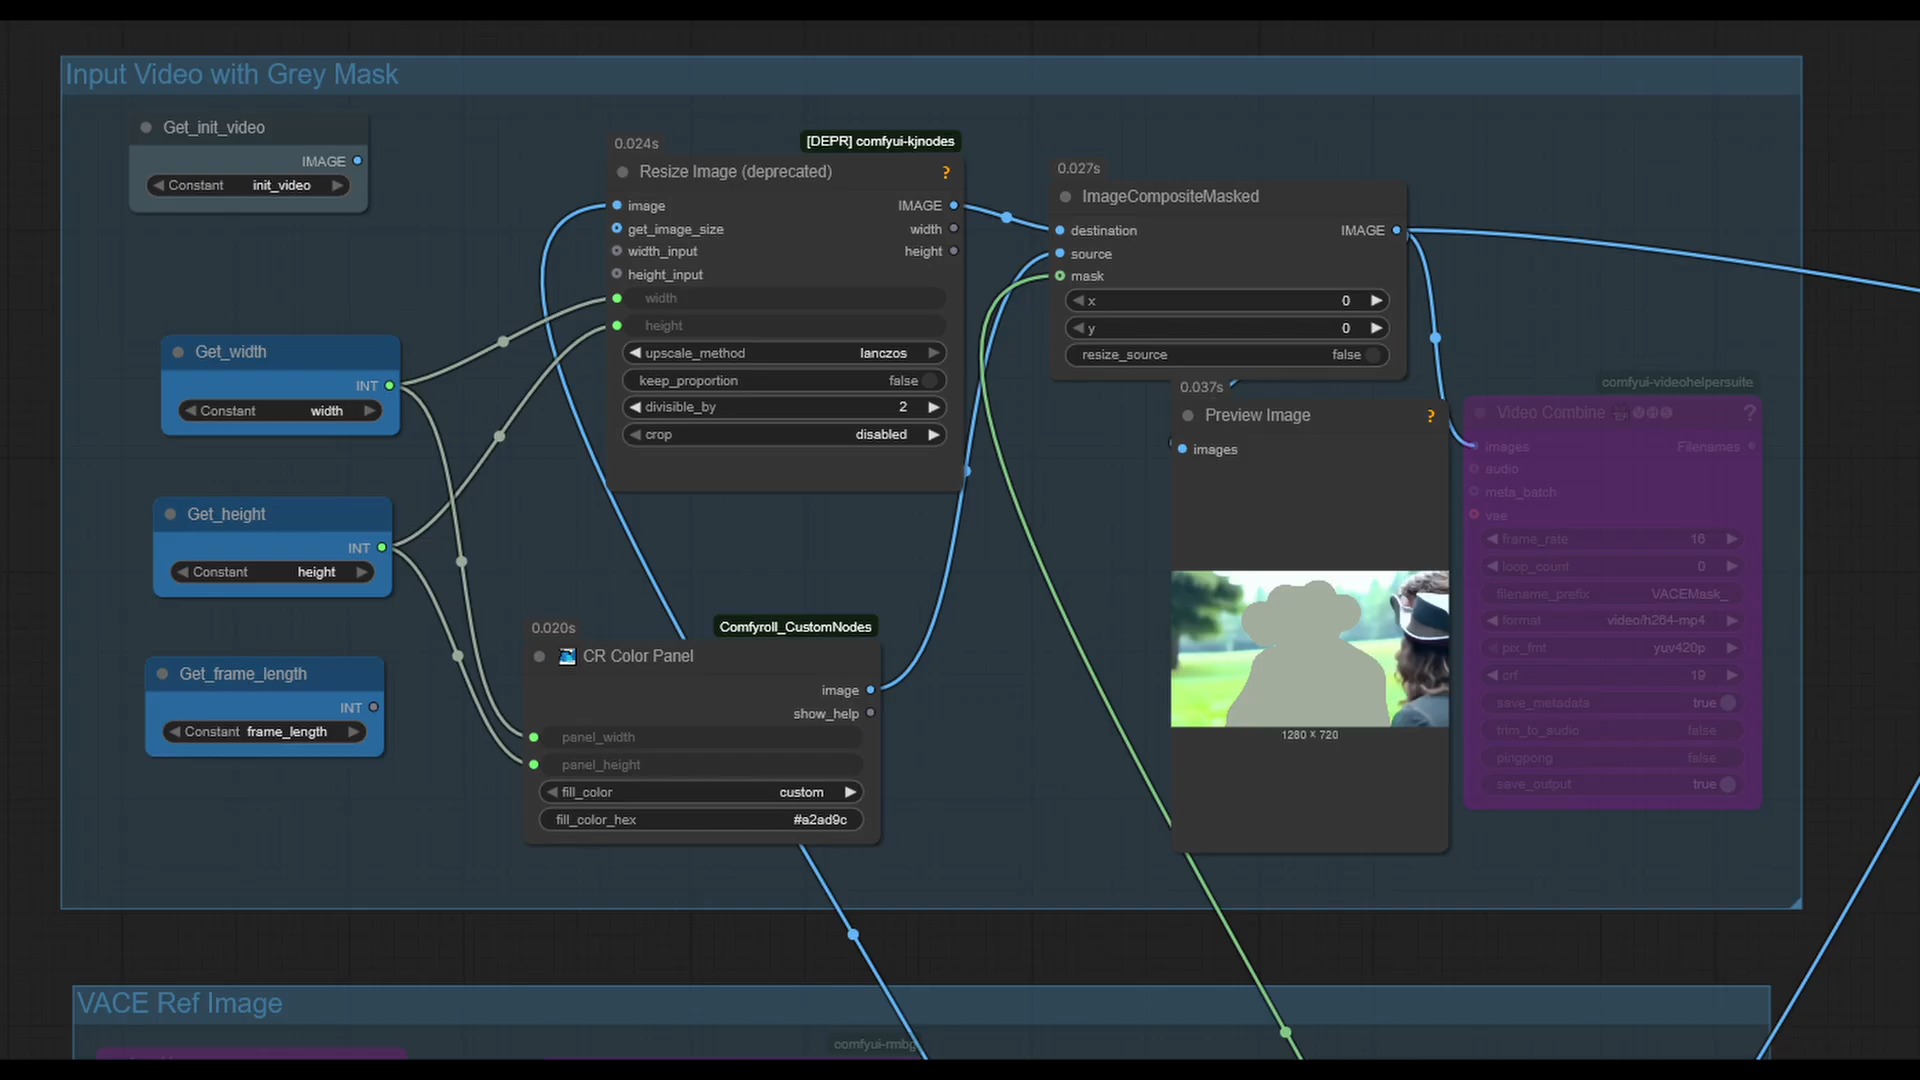 Input Video with Grey Mask
Get_init_video
IMAGE
Constant init_video
0.024s
[DEPR] comfyui-kjnodes
Resize Image (deprecated) ?
image IMAGE
get_image_size width
width_input height
height_input
width
height
upscale_method lanczos
keep_proportion false
divisible_by 2
crop disabled
0.027s
ImageCompositeMasked
destination IMAGE
source
mask
x 0
y 0
resize_source false
0.037s
Preview Image ?
images
1280 × 720
comfyui-videohelpersuite
Video Combine ?
images Filenames
audio
meta_batch
vae
frame_rate 16
loop_count 0
filename_prefix VACEMask_
format video/h264-mp4
pix_fmt yuv420p
crf 19
save_metadata true
trim_to_audio false
pingpong false
save_output true
Get_width
INT
Constant width
Get_height
INT
Constant height
Get_frame_length
INT
Constant frame_length
0.020s
Comfyroll_CustomNodes
CR Color Panel
image
show_help
panel_width
panel_height
fill_color custom
fill_color_hex #a2ad9c
VACE Ref Image
comfyui-rmbg